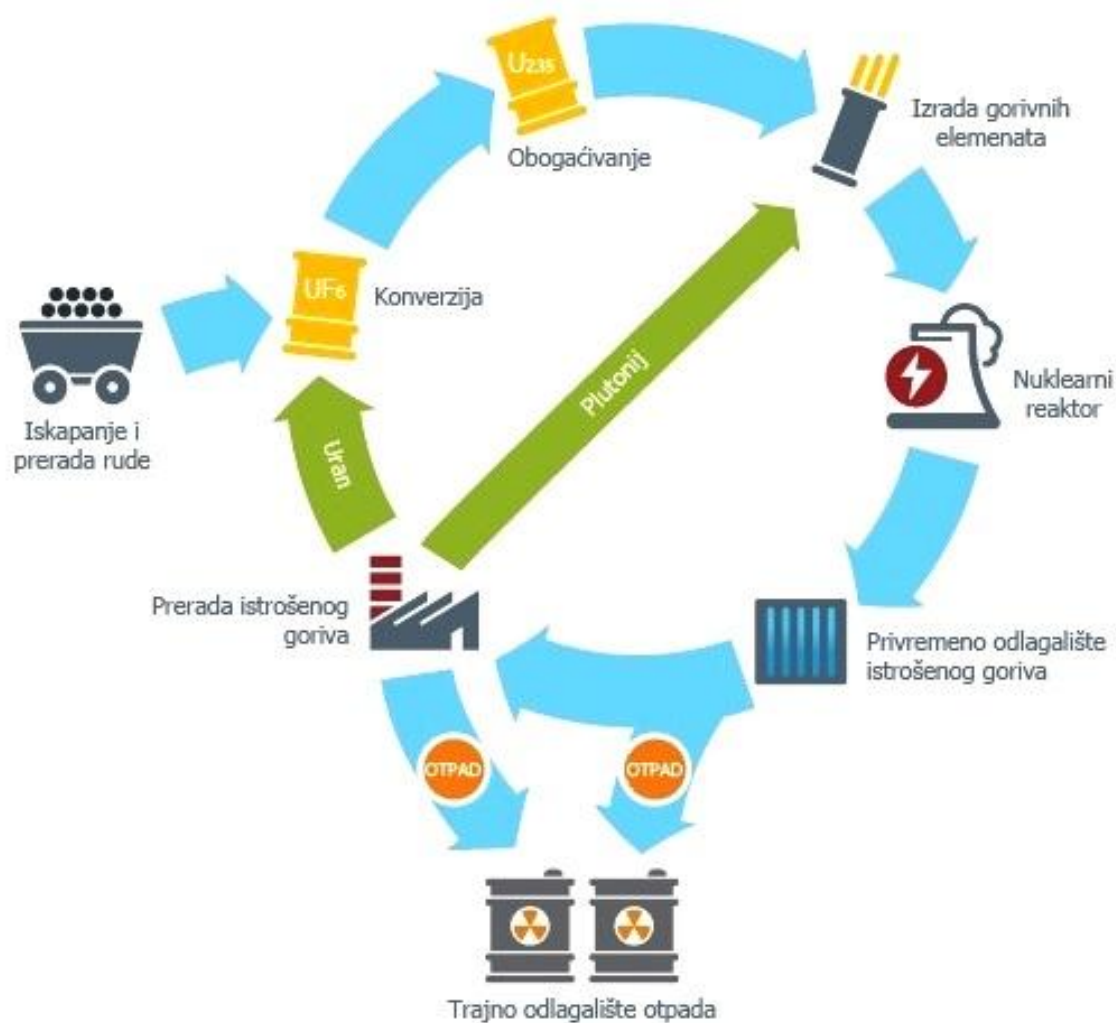 U235
Obogaćivanje
Izrada gorivnih
elemenata
UF6
Konverzija
Iskapanje i
prerada rude
Uran
Plutonij
Nuklearni
reaktor
Prerada istrošenog
goriva
Privremeno odlagalište
istrošenog goriva
OTPAD
OTPAD
Trajno odlagalište otpada